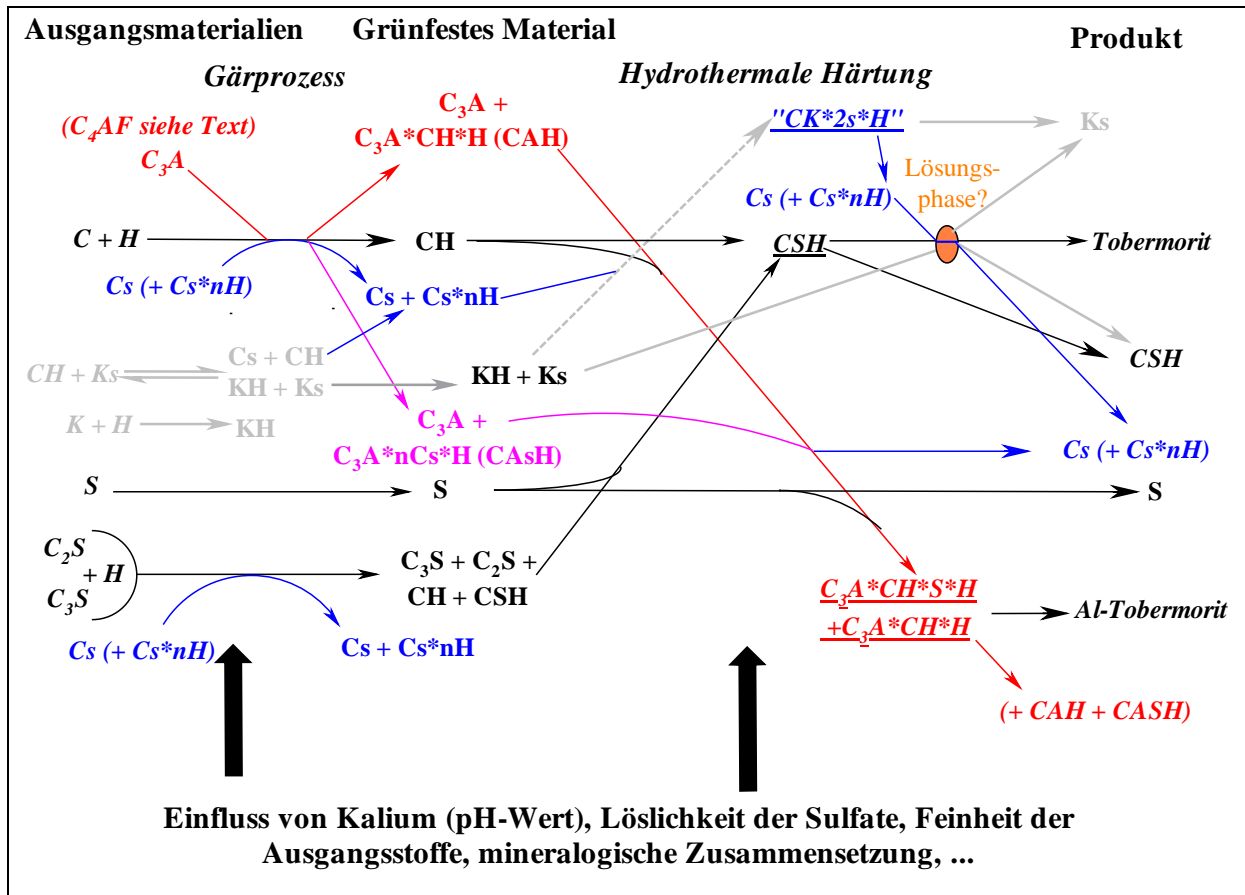 Ausgangsmaterialien
Grünfestes Material
Produkt
Gärprozess
Hydrothermale Härtung
(C₄AF siehe Text)
C₃A
C₃A +
C₃A*CH*H (CAH)
"CK*2s*H"
Ks
Lösungs-
phase?
Cs (+ Cs*nH)
C + H
CH
CSH
Tobermorit
Cs (+ Cs*nH)
Cs + Cs*nH
CH + Ks
Cs + CH
KH + Ks
KH + Ks
CSH
K + H
KH
C₃A +
C₃A*nCs*H (CAsH)
Cs (+ Cs*nH)
S
S
S
C₂S
+ H
C₃S
C₃S + C₂S +
CH + CSH
Cs (+ Cs*nH)
Cs + Cs*nH
C₃A*CH*S*H
+C₃A*CH*H
Al-Tobermorit
(+ CAH + CASH)
Einfluss von Kalium (pH-Wert), Löslichkeit der Sulfate, Feinheit der
Ausgangsstoffe, mineralogische Zusammensetzung, ...